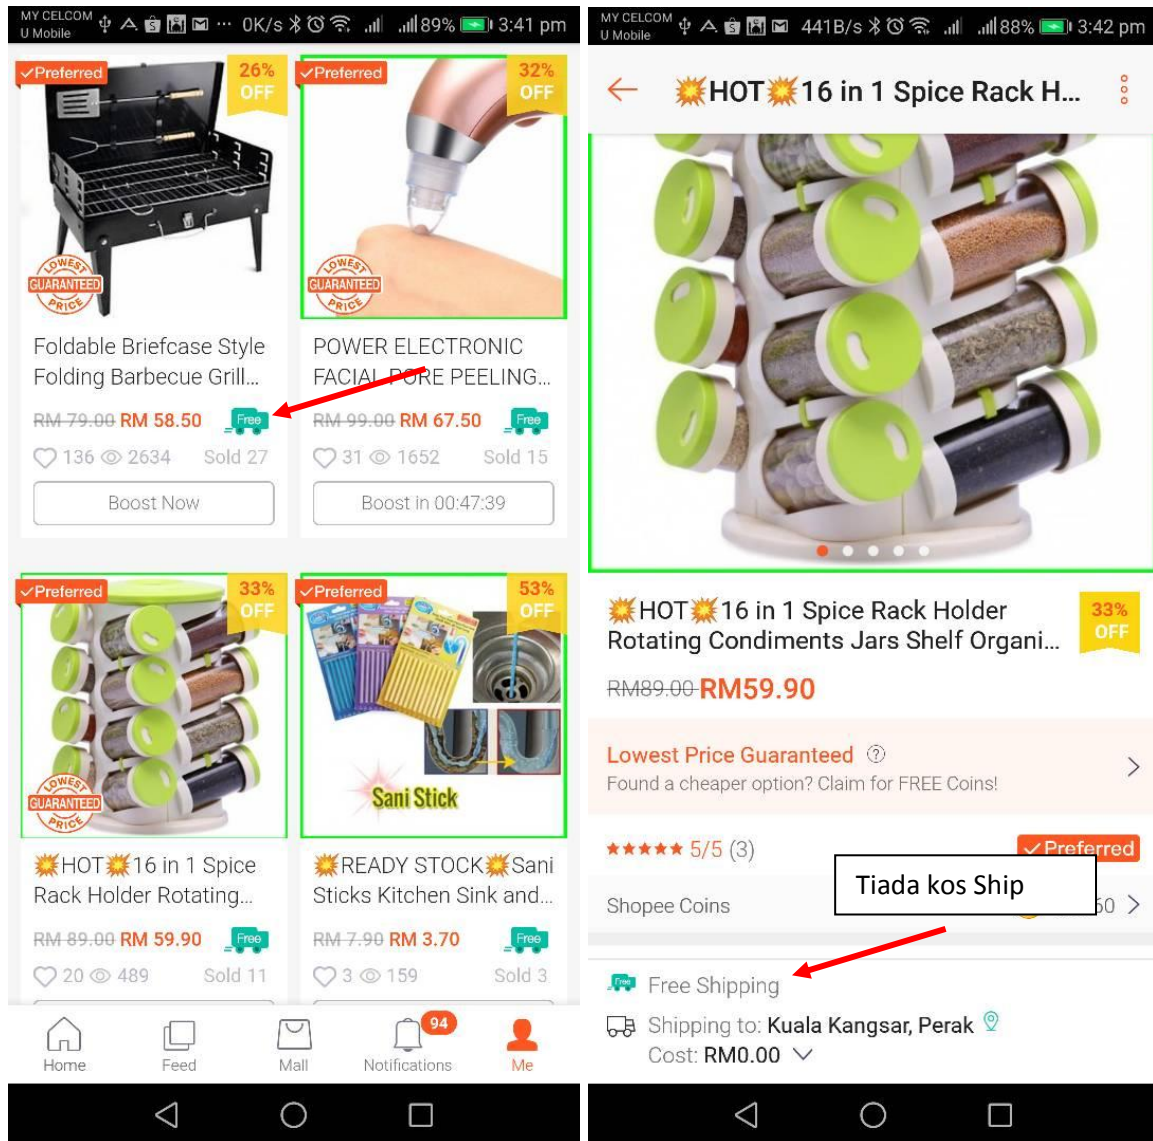 MY CELCOM
U Mobile
0K/s
89%
3:41 pm
Preferred
26%
OFF
LOWEST
GUARANTEED
PRICE
Foldable Briefcase Style
Folding Barbecue Grill...
RM 79.00 RM 58.50
Free
136 2634 Sold 27
Boost Now
Preferred
32%
OFF
LOWEST
GUARANTEED
PRICE
POWER ELECTRONIC
FACIAL PORE PEELING...
RM 99.00 RM 67.50
Free
31 1652 Sold 15
Boost in 00:47:39
Preferred
33%
OFF
LOWEST
GUARANTEED
PRICE
💥HOT💥16 in 1 Spice
Rack Holder Rotating...
RM 89.00 RM 59.90
Free
20 489 Sold 11
Preferred
53%
OFF
Sani Stick
💥READY STOCK💥Sani
Sticks Kitchen Sink and...
RM 7.90 RM 3.70
Free
3 159 Sold 3
94
Home
Feed
Mall
Notifications
Me
MY CELCOM
U Mobile
441B/s
88%
3:42 pm
💥HOT💥16 in 1 Spice Rack H...
💥HOT💥16 in 1 Spice Rack Holder
Rotating Condiments Jars Shelf Organi...
33%
OFF
RM89.00 RM59.90
Lowest Price Guaranteed ?
Found a cheaper option? Claim for FREE Coins!
5/5 (3)
Preferred
Tiada kos Ship
Shopee Coins
60
Free
Free Shipping
Shipping to: Kuala Kangsar, Perak
Cost: RM0.00